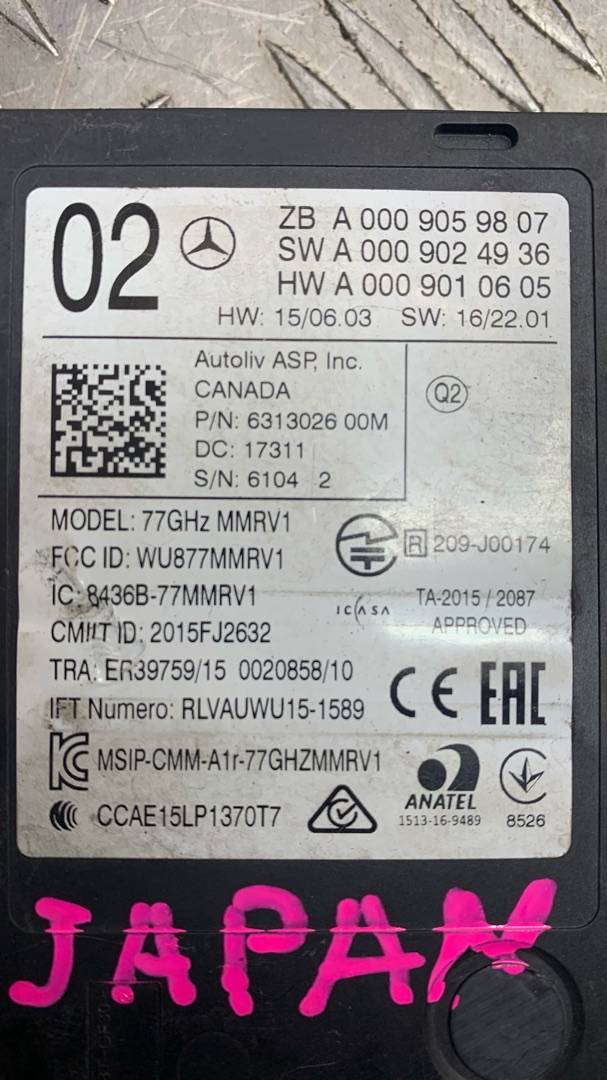 02 ZB A 000 905 98 07
SW A 000 902 49 36
HW A 000 901 06 05
HW: 15/06.03 SW: 16/22.01
Autoliv ASP, Inc.
CANADA
P/N: 6313026 00M
DC: 17311
S/N: 6104 2
Q2
MODEL: 77GHz MMRV1
FCC ID: WU877MMRV1
R 209-J00174
IC: 8436B-77MMRV1
ICASA TA-2015 / 2087
APPROVED
CMIIT ID: 2015FJ2632
TRA: ER39759/15 0020858/10
IFT Numero: RLVAUWU15-1589
CE EAC
KC MSIP-CMM-A1r-77GHZMMRV1
CCAE15LP1370T7
ANATEL
1513-16-9489
8526
JAPAN